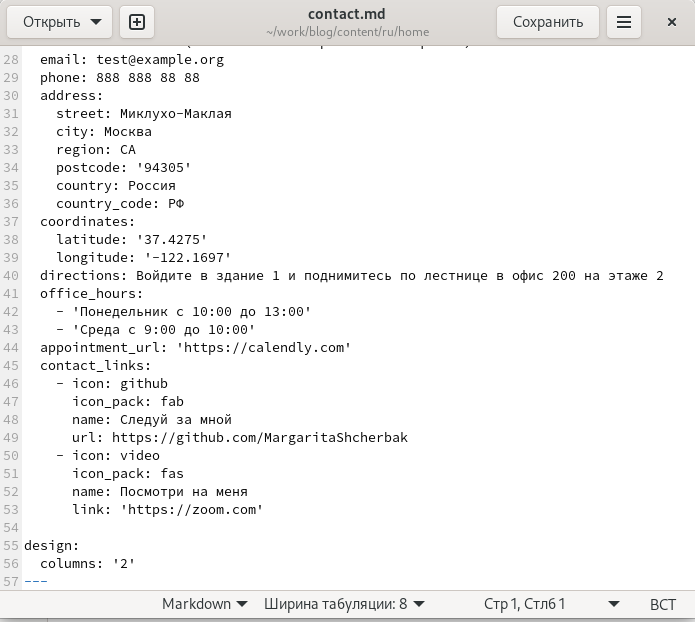 Открыть
contact.md
~/work/blog/content/ru/home
Сохранить
28 email: test@example.org
29 phone: 888 888 88 88
30 address:
31 street: Миклухо-Маклая
32 city: Москва
33 region: CA
34 postcode: '94305'
35 country: Россия
36 country_code: РФ
37 coordinates:
38 latitude: '37.4275'
39 longitude: '-122.1697'
40 directions: Войдите в здание 1 и поднимитесь по лестнице в офис 200 на этаже 2
41 office_hours:
42 - 'Понедельник с 10:00 до 13:00'
43 - 'Среда с 9:00 до 10:00'
44 appointment_url: 'https://calendly.com'
45 contact_links:
46 - icon: github
47 icon_pack: fab
48 name: Следуй за мной
49 url: https://github.com/MargaritaShcherbak
50 - icon: video
51 icon_pack: fas
52 name: Посмотри на меня
53 link: 'https://zoom.com'
54
55 design:
56 columns: '2'
57 ---
Markdown Ширина табуляции: 8 Стр 1, Стлб 1 ВСТ